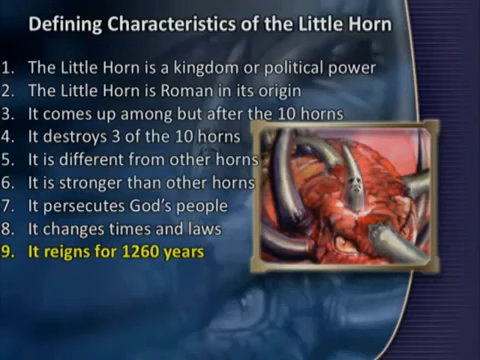 Defining Characteristics of the Little Horn
1. The Little Horn is a kingdom or political power
2. The Little Horn is Roman in its origin
3. It comes up among but after the 10 horns
4. It destroys 3 of the 10 horns
5. It is different from other horns
6. It is stronger than other horns
7. It persecutes God's people
8. It changes times and laws
9. It reigns for 1260 years